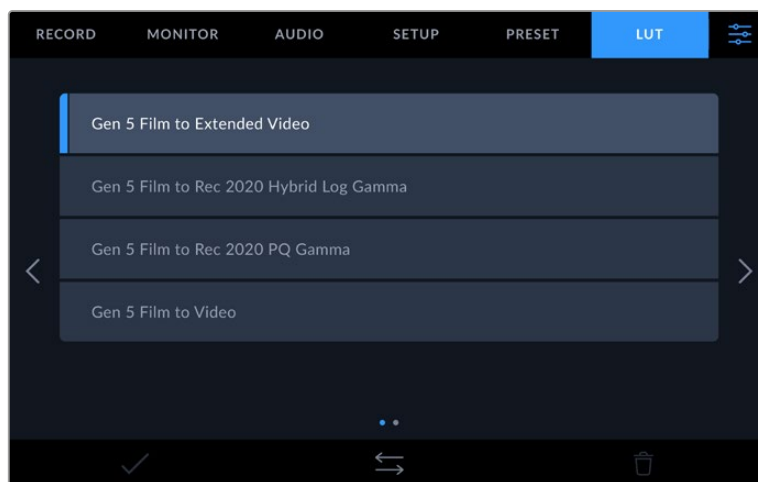 RECORD MONITOR AUDIO SETUP PRESET LUT
Gen 5 Film to Extended Video
Gen 5 Film to Rec 2020 Hybrid Log Gamma
Gen 5 Film to Rec 2020 PQ Gamma
Gen 5 Film to Video